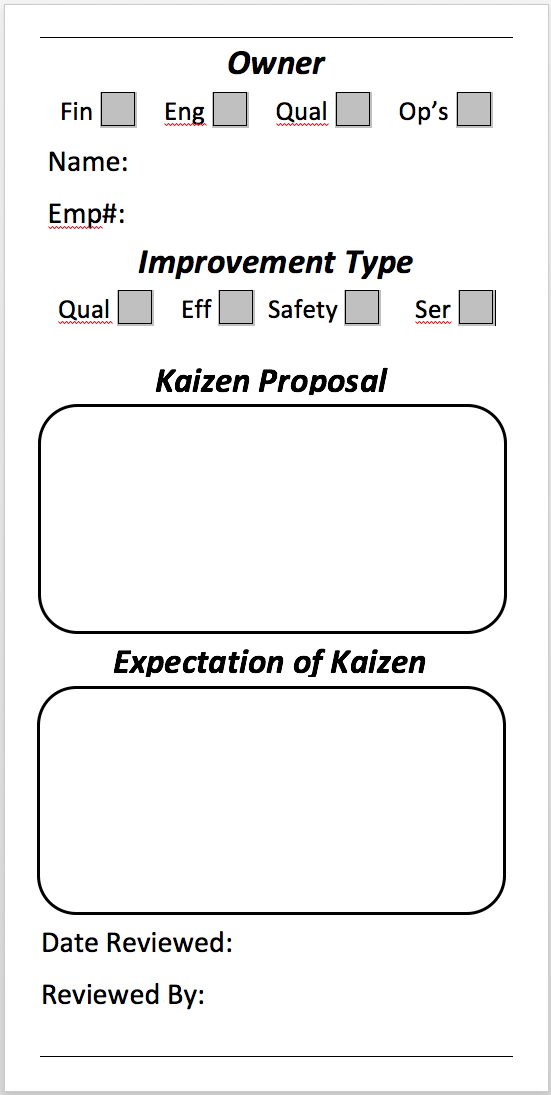 Owner
Fin Eng Qual Op’s
Name:
Emp#:
Improvement Type
Qual Eff Safety Ser
Kaizen Proposal
Expectation of Kaizen
Date Reviewed:
Reviewed By: